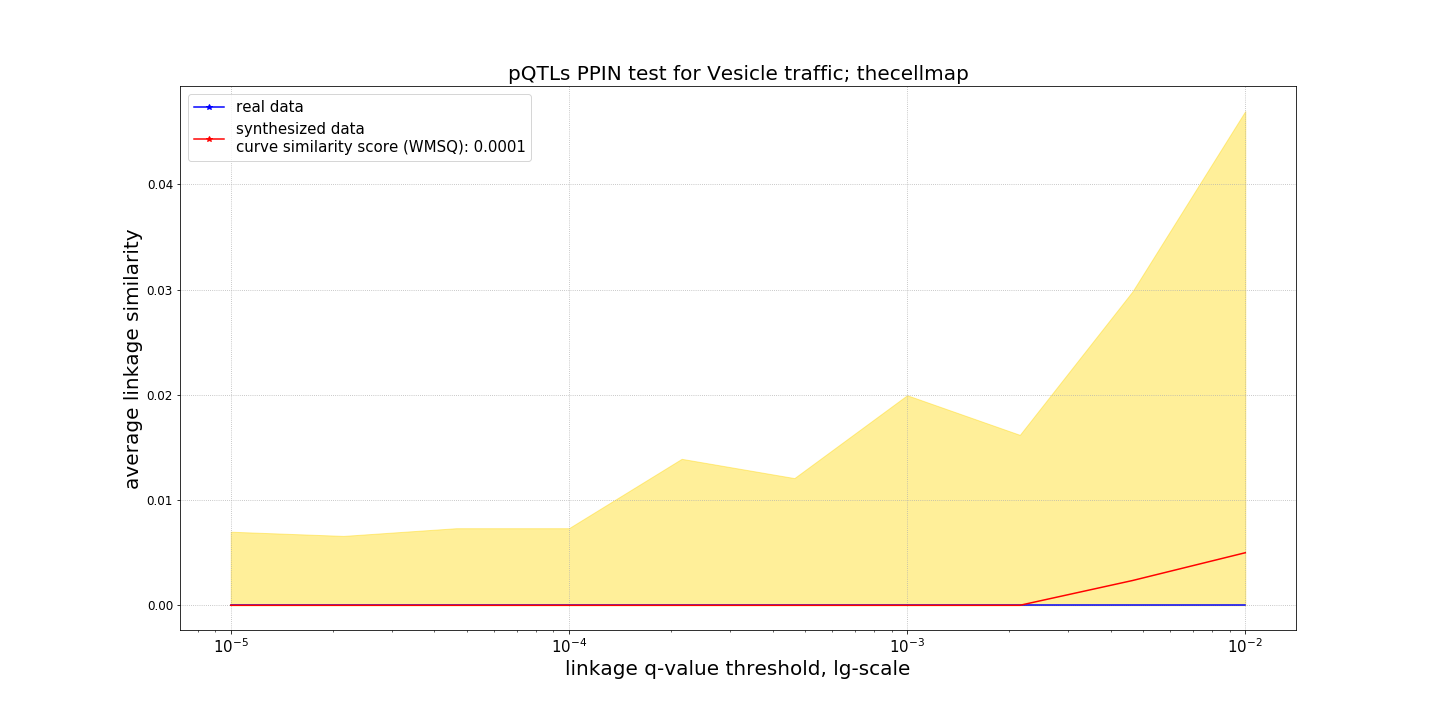 pQTLs PPIN test for Vesicle traffic; thecellmap
real data
synthesized data
curve similarity score (WMSQ): 0.0001
average linkage similarity
0.04
0.03
0.02
0.01
0.00
10⁻⁵ 10⁻⁴ 10⁻³ 10⁻²
linkage q-value threshold, lg-scale